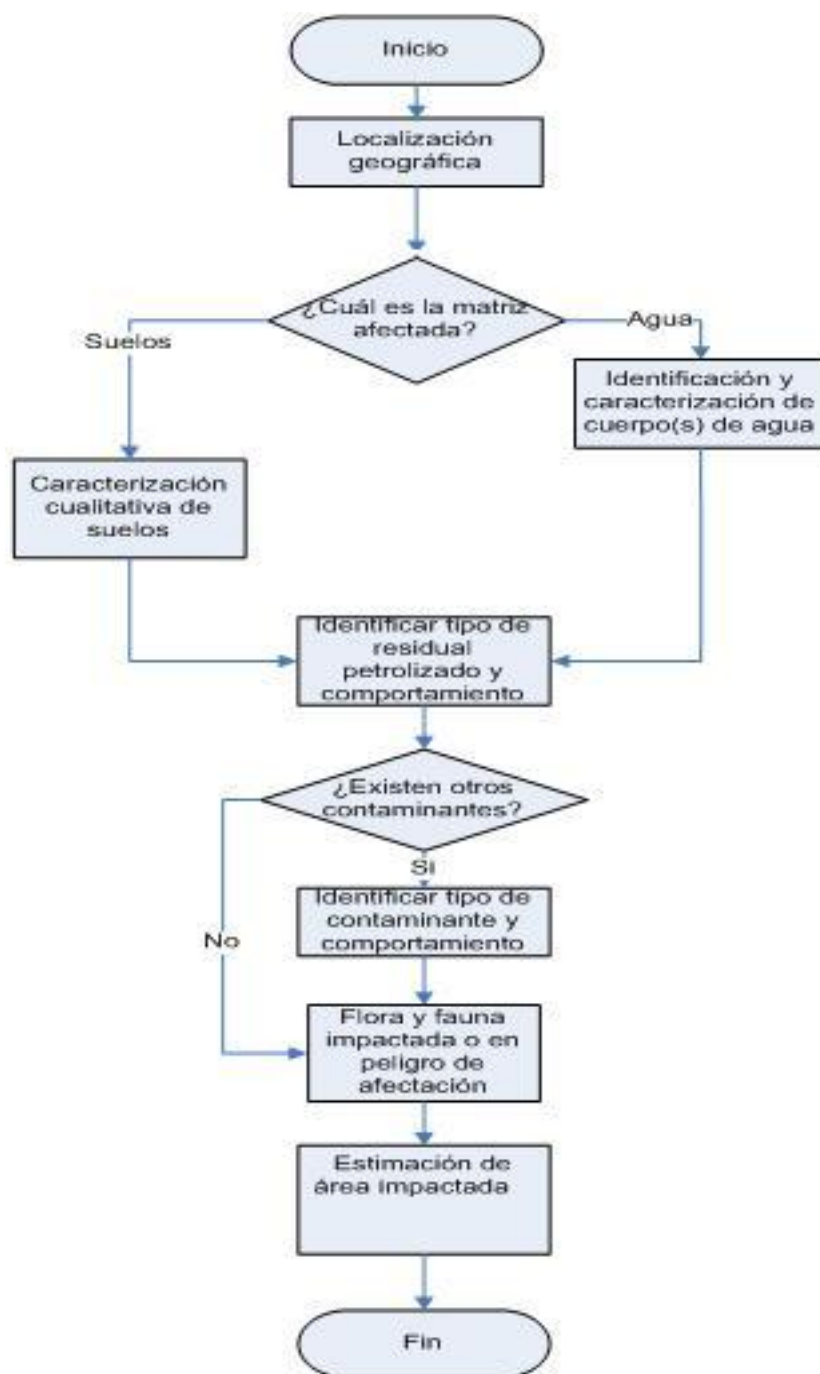 Inicio
Localización
geográfica
¿Cuál es la matriz
afectada?
Suelos
Agua
Identificación y
caracterización de
cuerpo(s) de agua
Caracterización
cualitativa de
suelos
Identificar tipo de
residual
petrolizado y
comportamiento
¿Existen otros
contaminantes?
Si
Identificar tipo de
contaminante y
comportamiento
No
Flora y fauna
impactada o en
peligro de
afectación
Estimación de
área impactada
Fin